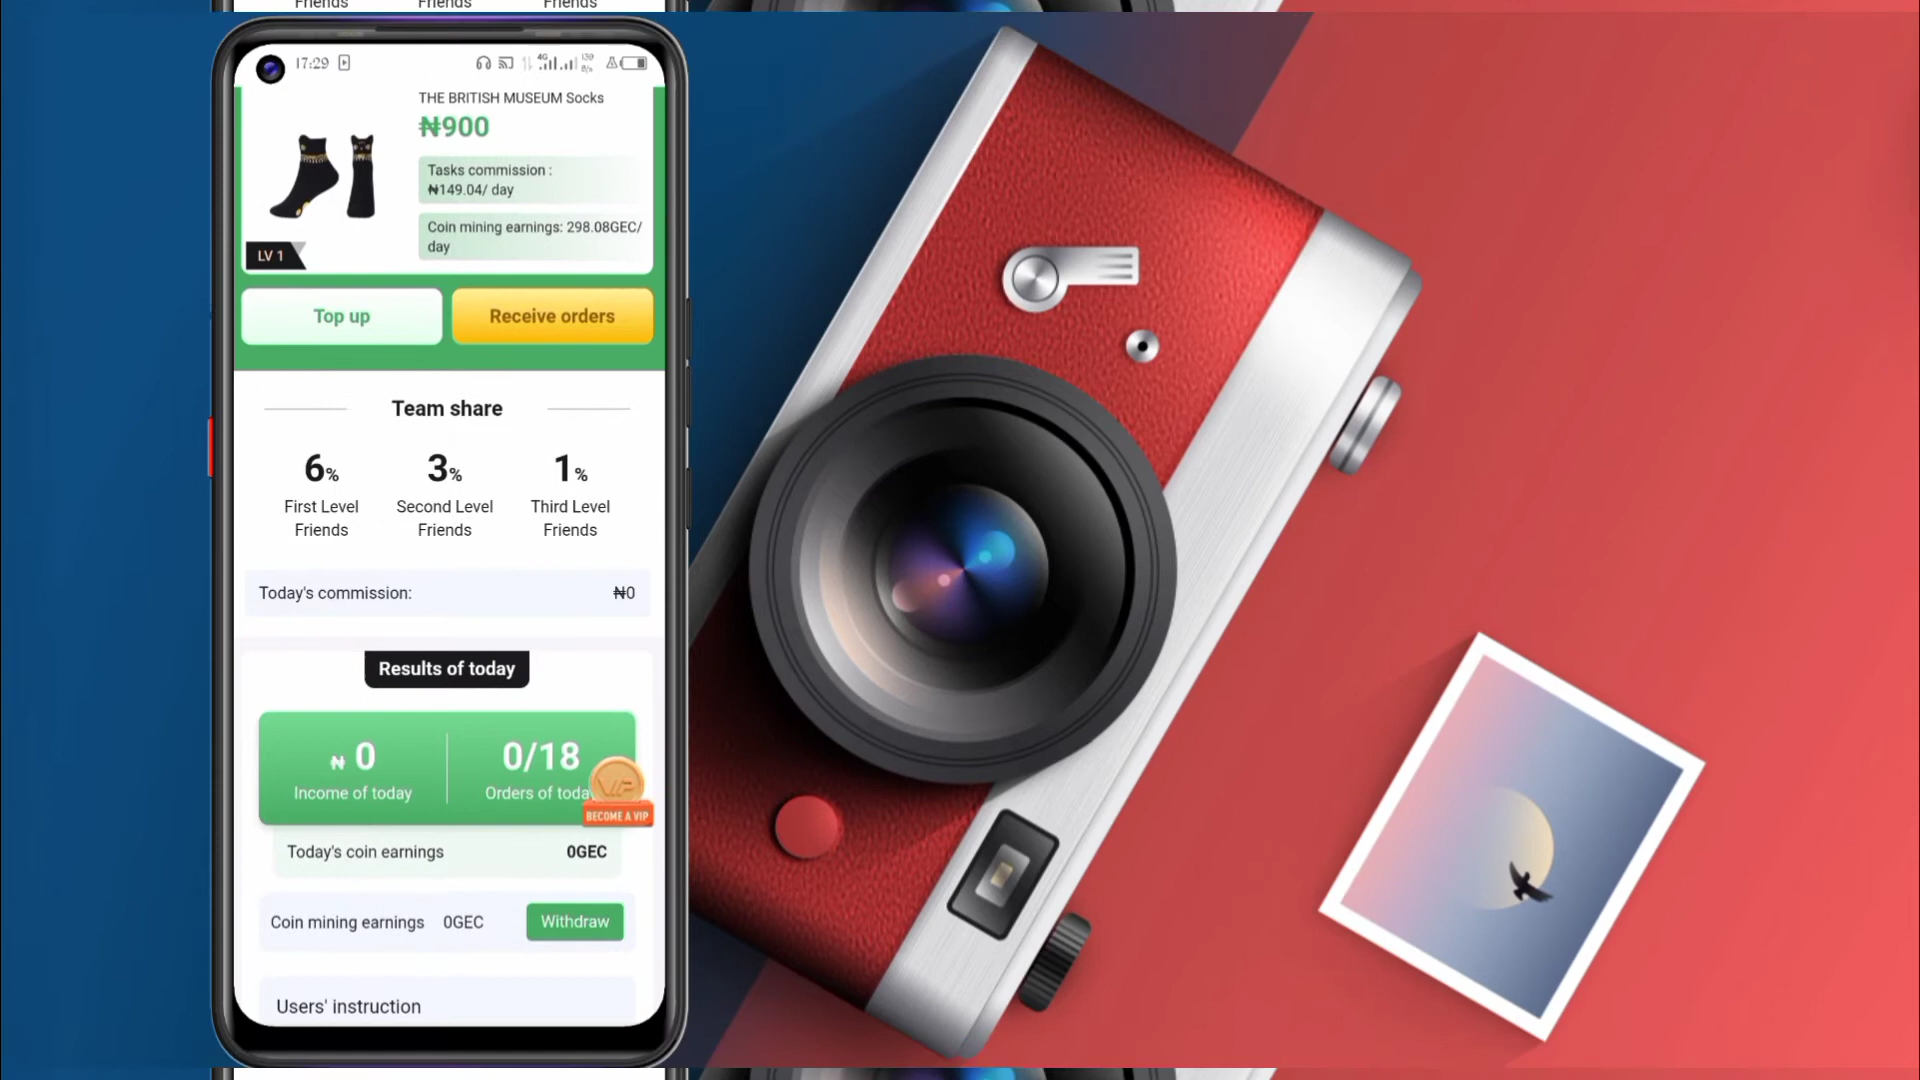 Friends Friends Friends
17:29
4G
THE BRITISH MUSEUM Socks
₦900
Tasks commission :
₦149.04/ day
Coin mining earnings: 298.08GEC/
day
LV 1
Top up
Receive orders
Team share
6% 3% 1%
First Level Second Level Third Level
Friends Friends Friends
Today's commission: ₦0
Results of today
₦ 0 0/18
Income of today Orders of today
BECOME A VIP
Today's coin earnings 0GEC
Coin mining earnings 0GEC Withdraw
Users' instruction